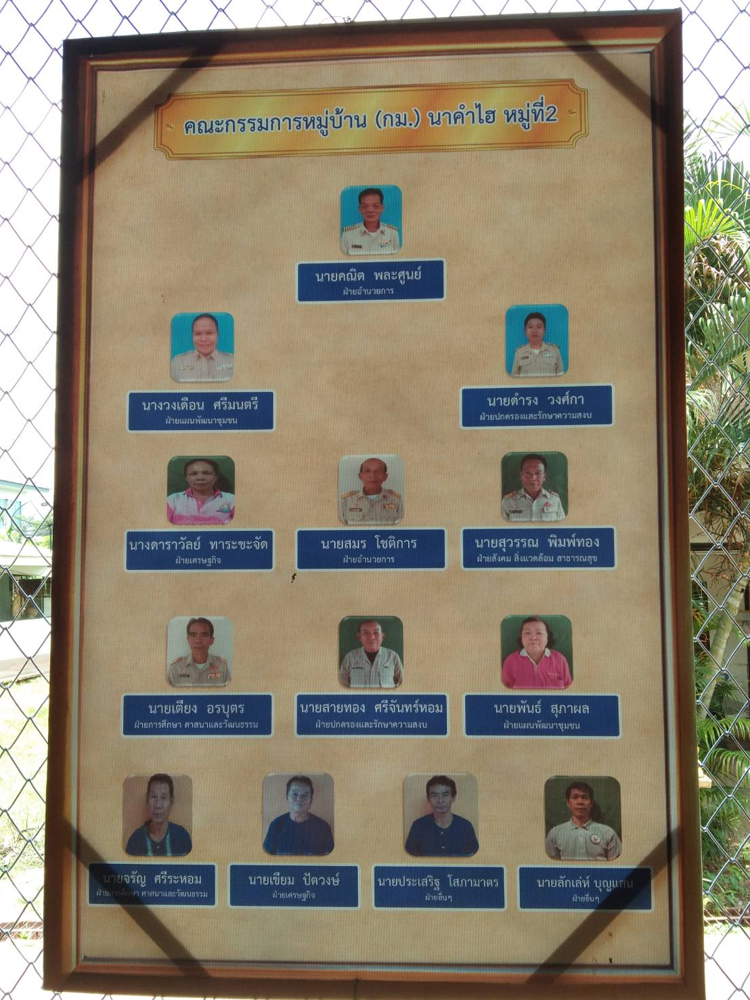 คณะกรรมการหมู่บ้าน (กม.) นาคำไฮ หมู่ที่2
นายคณิต พละศูนย์
ฝ่ายอำนวยการ
นางวงเดือน ศรีมนตรี
ฝ่ายแผนพัฒนาชุมชน
นายดำรง วงศ์กา
ฝ่ายปกครองและรักษาความสงบ
นางดาราวัลย์ ทาระขะจัด
ฝ่ายเศรษฐกิจ
นายสมร โชติการ
ฝ่ายอำนวยการ
นายสุวรรณ พิมพ์ทอง
ฝ่ายสังคม สิ่งแวดล้อม สาธารณสุข
นายเตียง อรบุตร
ฝ่ายการศึกษา ศาสนาและวัฒนธรรม
นายสายทอง ศรีจันทร์หอม
ฝ่ายปกครองและรักษาความสงบ
นายพันธ์ สุภาผล
ฝ่ายแผนพัฒนาชุมชน
นายจรัญ ศรีระหอม
ฝ่ายการศึกษา ศาสนาและวัฒนธรรม
นายเขียม ปัตวงษ์
ฝ่ายเศรษฐกิจ
นายประเสริฐ โสภามาตร
ฝ่ายอื่นๆ
นายลักเล่ห์ บุญแสน
ฝ่ายอื่นๆ